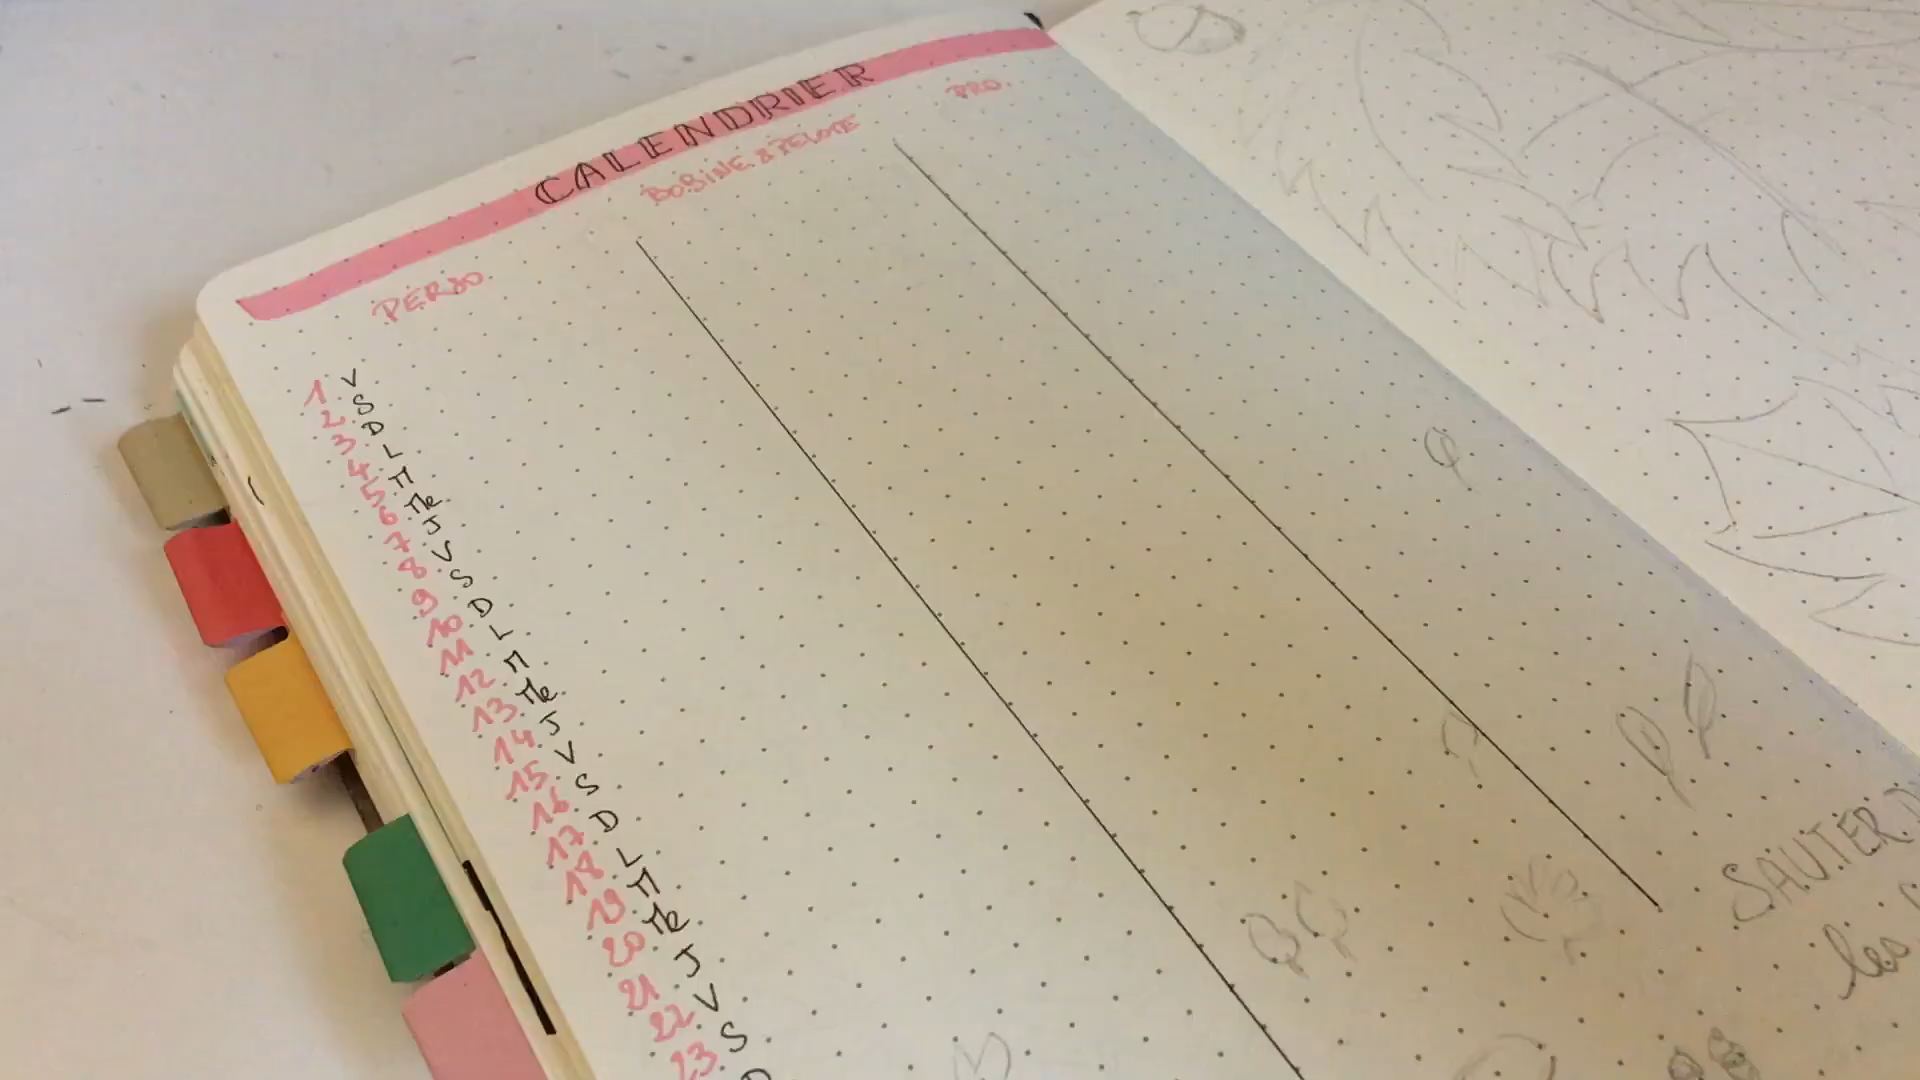 CALENDRIER
PERSO
BOBINE & PELOTE
PRO.
1 V
2 S
3 D
4 L
5 M
6 Me
7 J
8 V
9 S
10 D
11 L
12 M
13 Me
14 J
15 V
16 S
17 D
18 L
19 M
20 Me
21 J
22 V
23 S
D
SAUTER
les